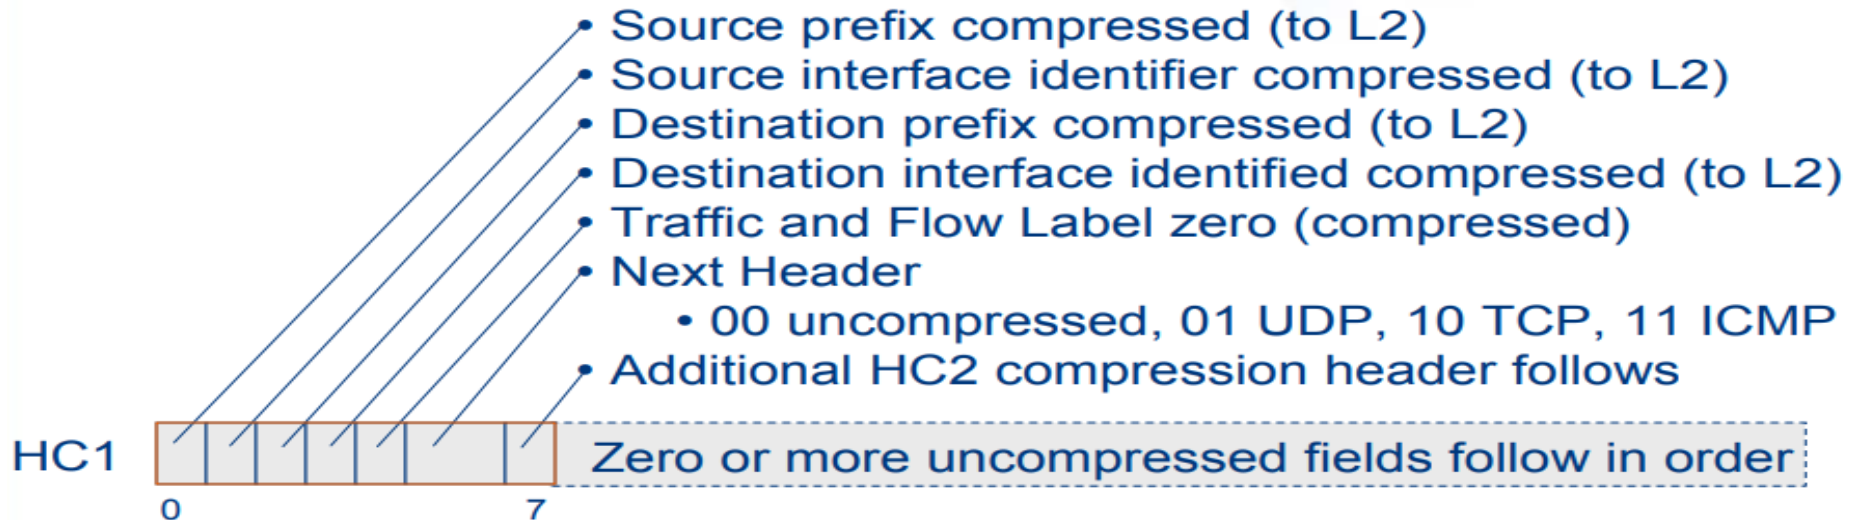 • Source prefix compressed (to L2)
• Source interface identifier compressed (to L2)
• Destination prefix compressed (to L2)
• Destination interface identified compressed (to L2)
• Traffic and Flow Label zero (compressed)
• Next Header
• 00 uncompressed, 01 UDP, 10 TCP, 11 ICMP
• Additional HC2 compression header follows
HC1 Zero or more uncompressed fields follow in order
0 7